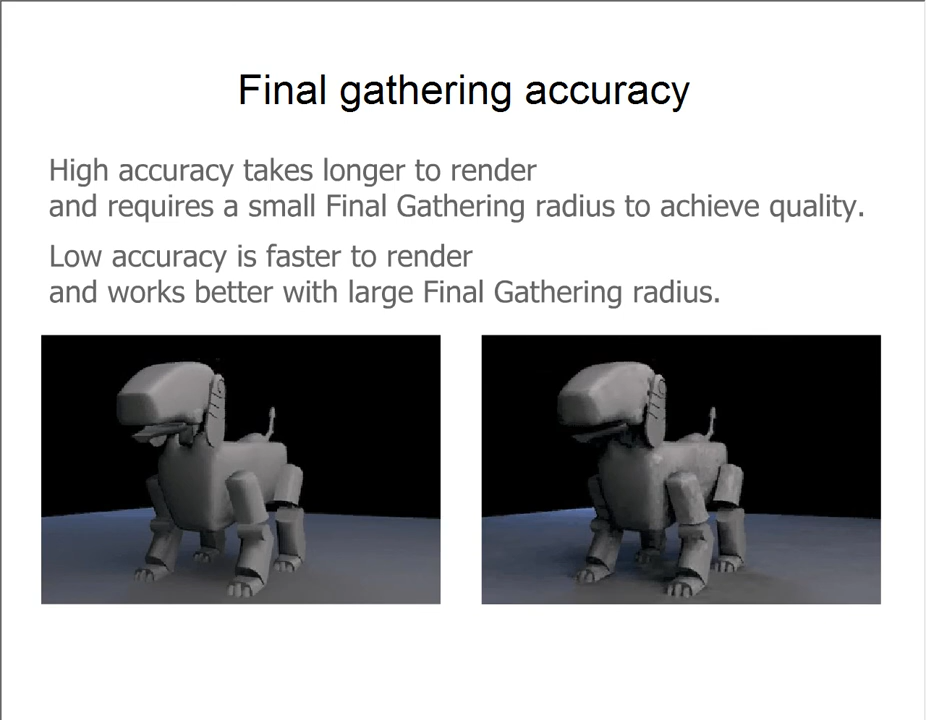 Final gathering accuracy
High accuracy takes longer to render
and requires a small Final Gathering radius to achieve quality.
Low accuracy is faster to render
and works better with large Final Gathering radius.